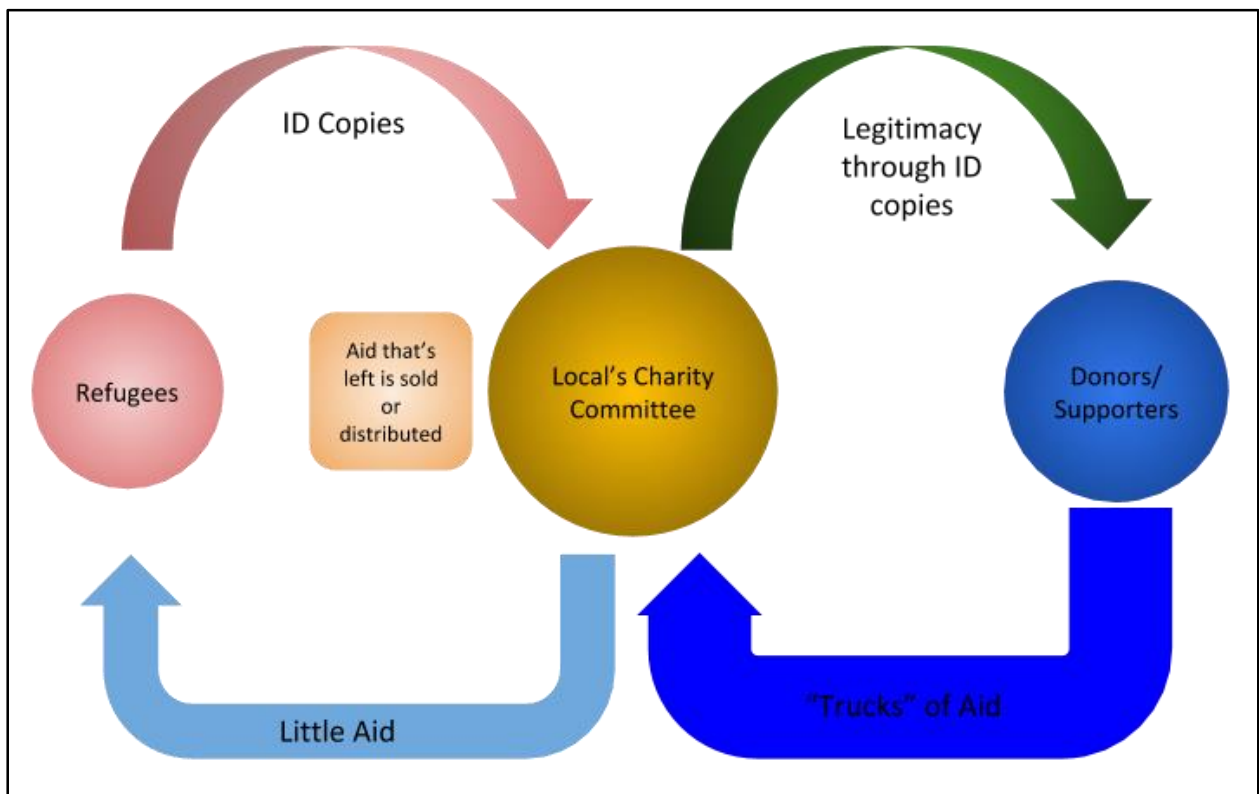 ID Copies
Legitimacy
through ID
copies
Refugees
Aid that's
left is sold
or
distributed
Local's Charity
Committee
Donors/
Supporters
Little Aid
"Trucks" of Aid